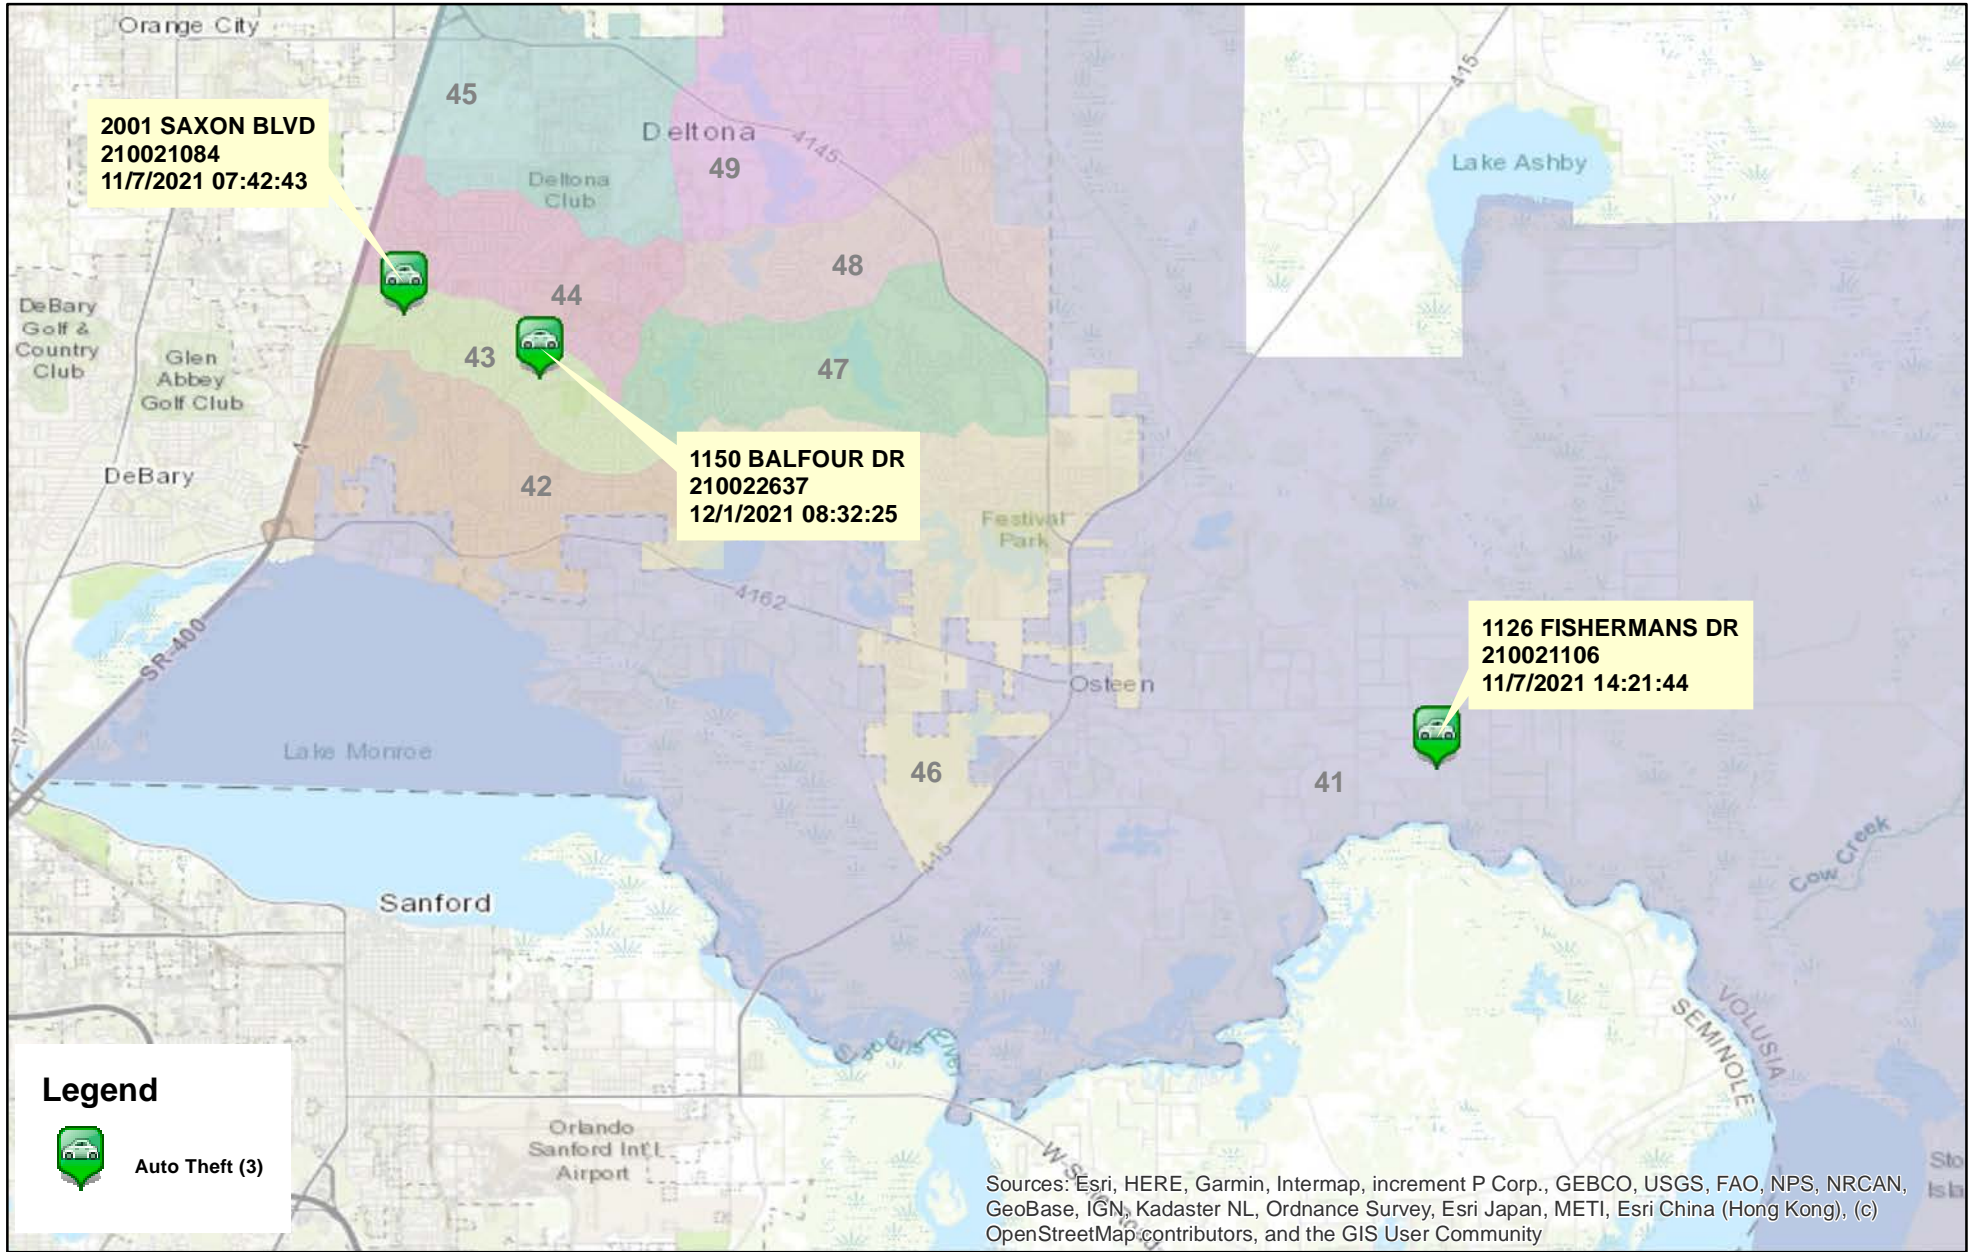 Orange City
45
2001 SAXON BLVD
210021084
11/7/2021 07:42:43
Deltona
4145
49
Deltona
Club
415
Lake Ashby
48
44
DeBary
Golf &
Country
Club
Glen
Abbey
Golf Club
43
47
4
DeBary
42
1150 BALFOUR DR
210022637
12/1/2021 08:32:25
Festival
Park
4162
SR-400
1126 FISHERMANS DR
210021106
11/7/2021 14:21:44
Osteen
17
Lake Monroe
46
41
415
Cow Creek
Sanford
VOLUSIA
SEMINOLE
River
Legend
Auto Theft (3)
Orlando
Sanford Int'L
Airport
Sources: Esri, HERE, Garmin, Intermap, increment P Corp., GEBCO, USGS, FAO, NPS, NRCAN,
GeoBase, IGN, Kadaster NL, Ordnance Survey, Esri Japan, METI, Esri China (Hong Kong), (c)
OpenStreetMap contributors, and the GIS User Community